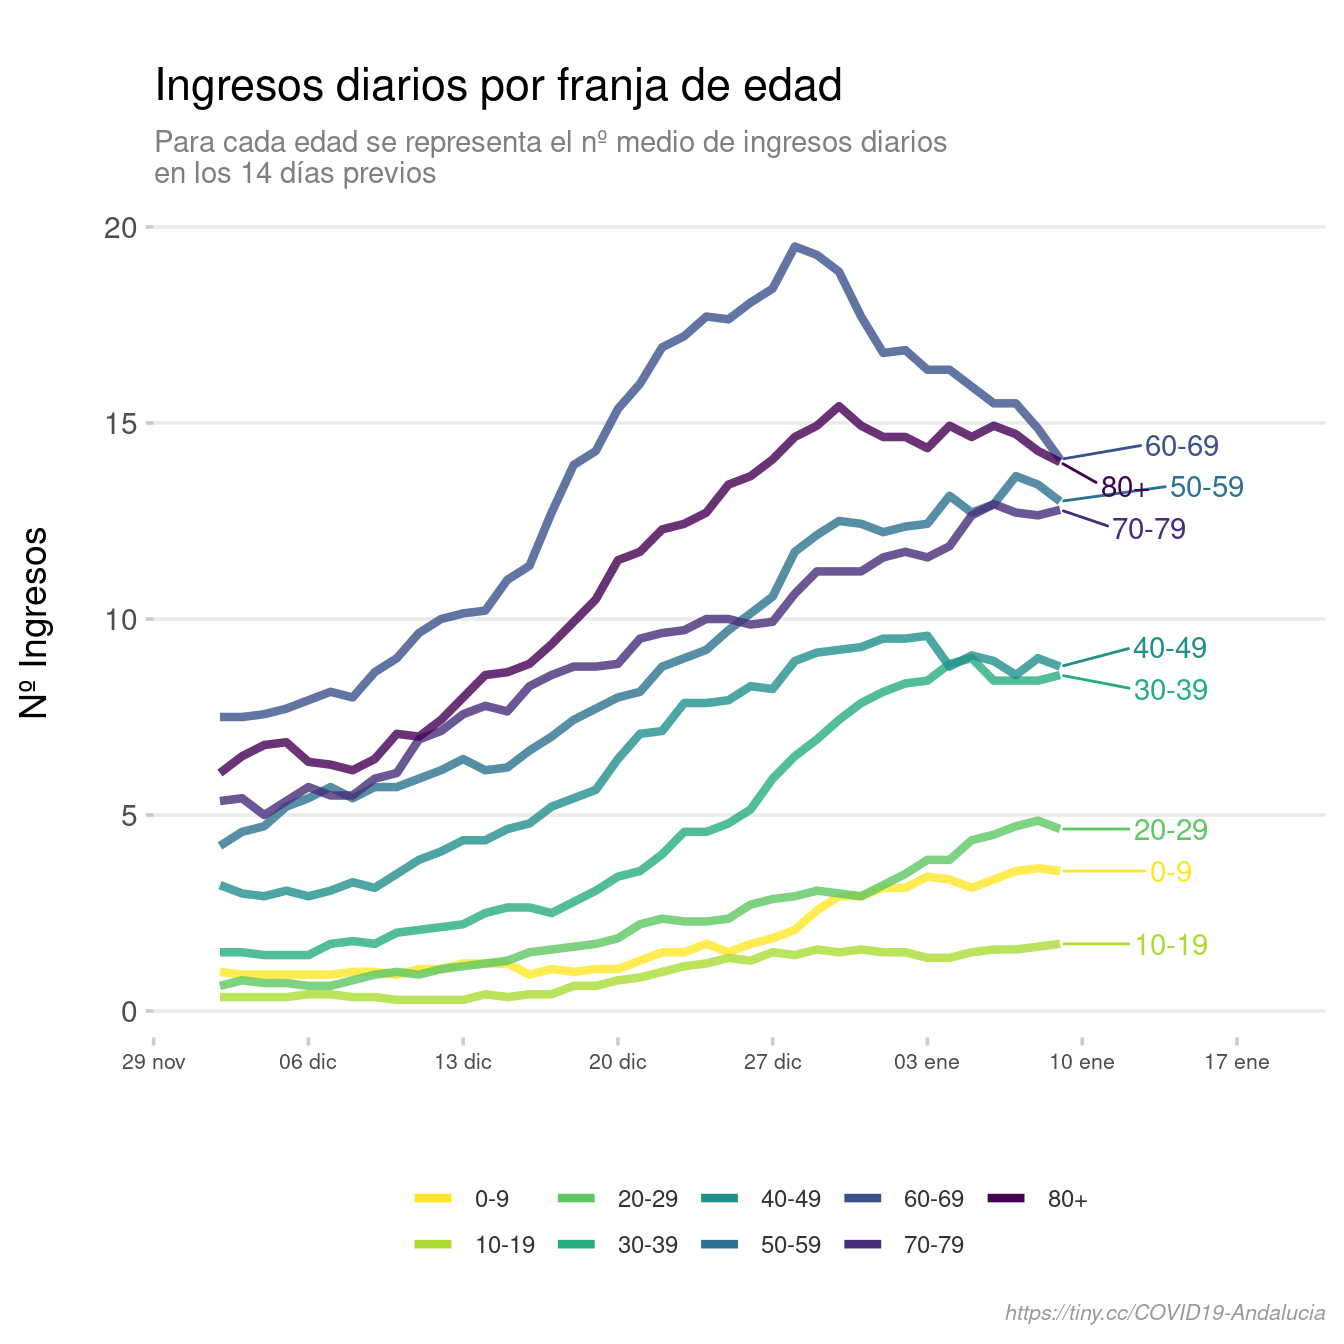 Ingresos diarios por franja de edad
Para cada edad se representa el nº medio de ingresos diarios
en los 14 días previos
Nº Ingresos
20
15
10
5
0
60-69
80+
50-59
70-79
40-49
30-39
20-29
0-9
10-19
29 nov 06 dic 13 dic 20 dic 27 dic 03 ene 10 ene 17 ene
0-9 20-29 40-49 60-69 80+
10-19 30-39 50-59 70-79
https://tiny.cc/COVID19-Andalucia